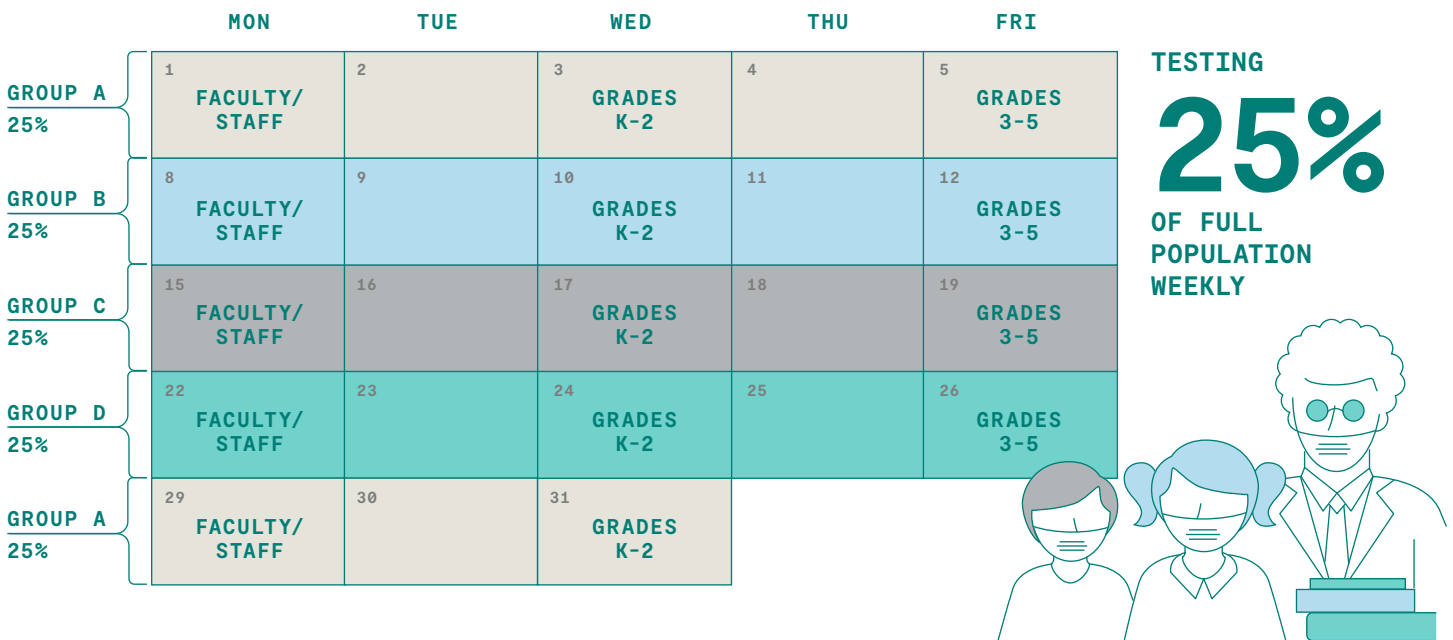 MON TUE WED THU FRI
GROUP A
25%
1 2 3 4 5
FACULTY/ GRADES GRADES
STAFF K-2 3-5
GROUP B
25%
8 9 10 11 12
FACULTY/ GRADES GRADES
STAFF K-2 3-5
GROUP C
25%
15 16 17 18 19
FACULTY/ GRADES GRADES
STAFF K-2 3-5
GROUP D
25%
22 23 24 25 26
FACULTY/ GRADES GRADES
STAFF K-2 3-5
GROUP A
25%
29 30 31
FACULTY/ GRADES
STAFF K-2
TESTING
25%
OF FULL
POPULATION
WEEKLY